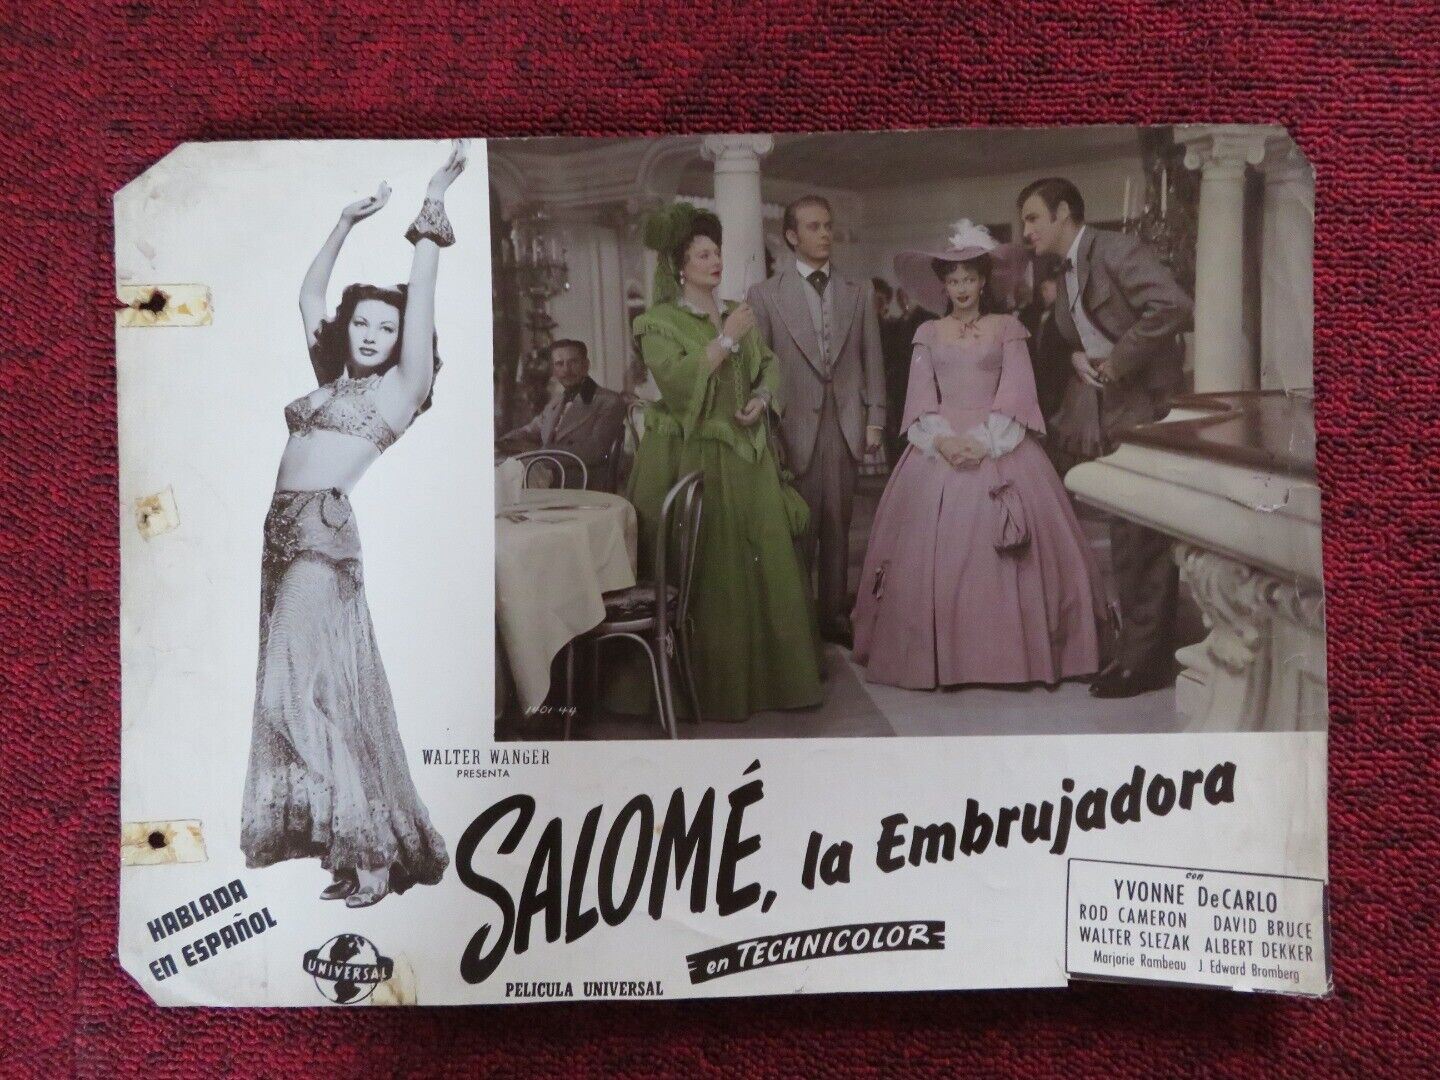 1401-44
WALTER WANGER
PRESENTA
SALOMÉ, la Embrujadora
en TECHNICOLOR
HABLADA
EN ESPAÑOL
UNIVERSAL
PELICULA UNIVERSAL
con
YVONNE DeCARLO
ROD CAMERON DAVID BRUCE
WALTER SLEZAK ALBERT DEKKER
Marjorie Rambeau J. Edward Bromberg